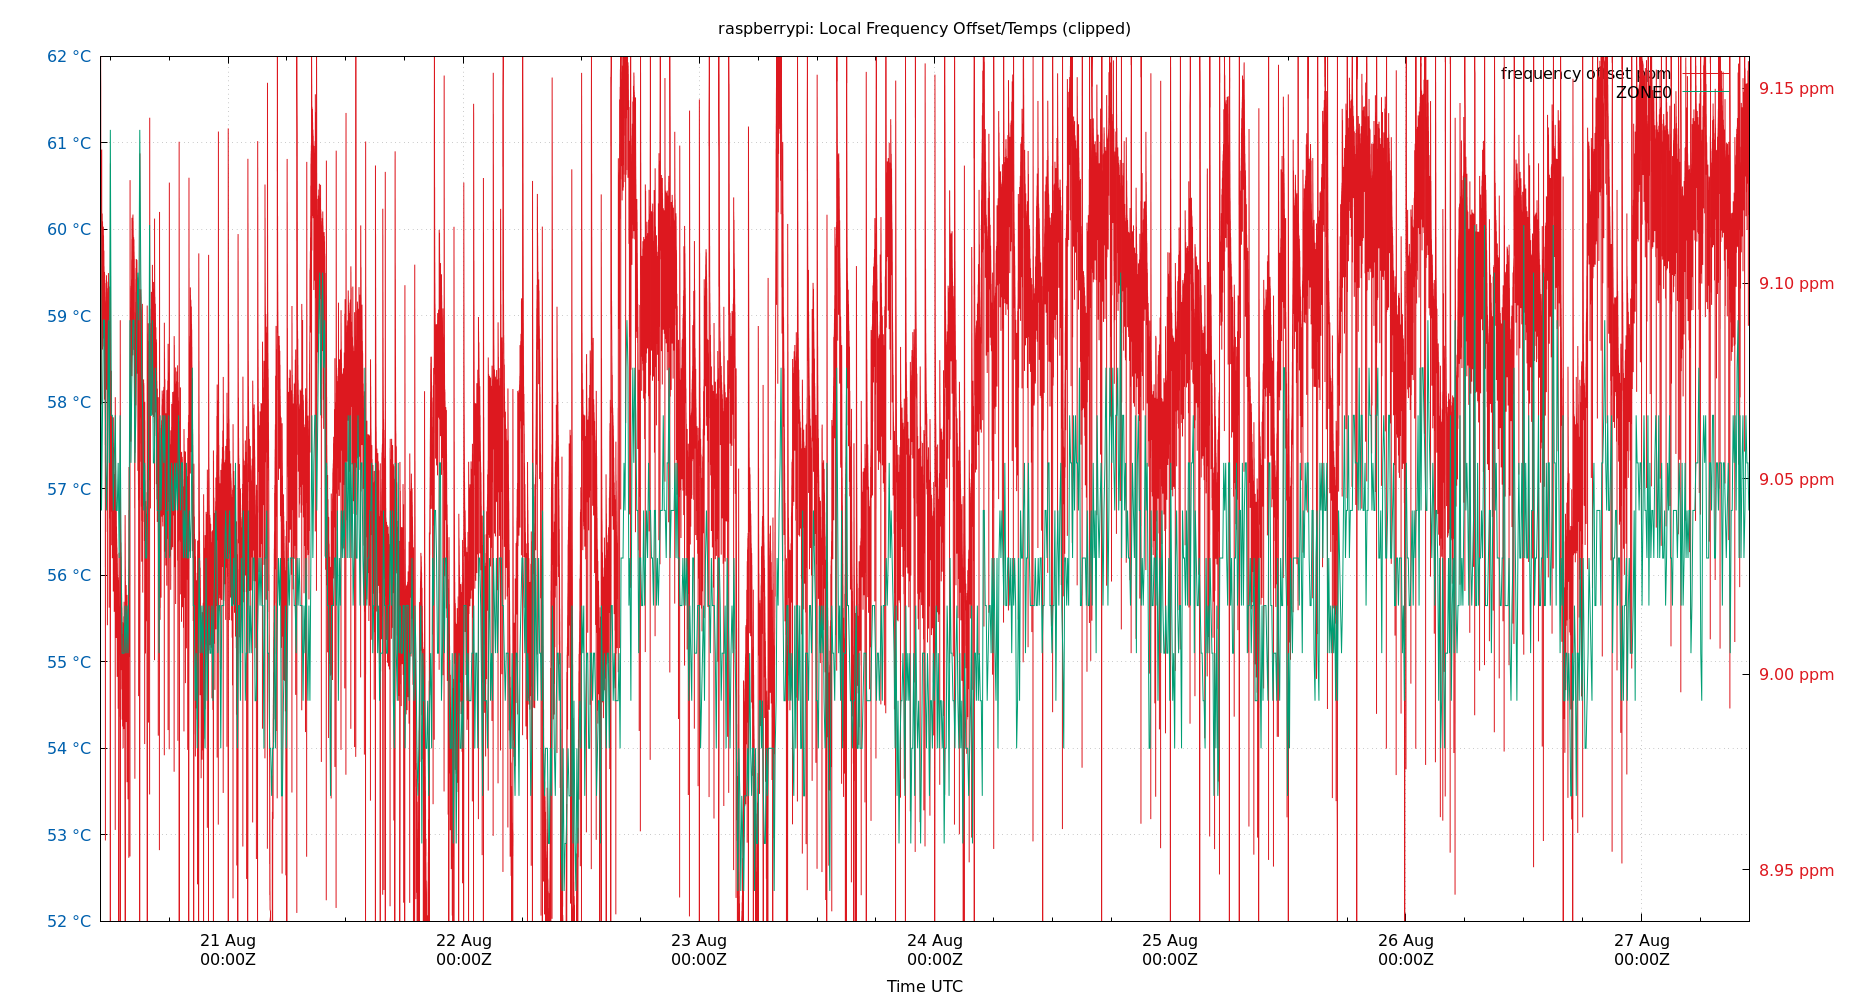 raspberrypi: Local Frequency Offset/Temps (clipped)
62 °C
61 °C
60 °C
59 °C
58 °C
57 °C
56 °C
55 °C
54 °C
53 °C
52 °C
frequency offset ppm
ZONE0
9.15 ppm
9.10 ppm
9.05 ppm
9.00 ppm
8.95 ppm
21 Aug
00:00Z
22 Aug
00:00Z
23 Aug
00:00Z
24 Aug
00:00Z
25 Aug
00:00Z
26 Aug
00:00Z
27 Aug
00:00Z
Time UTC